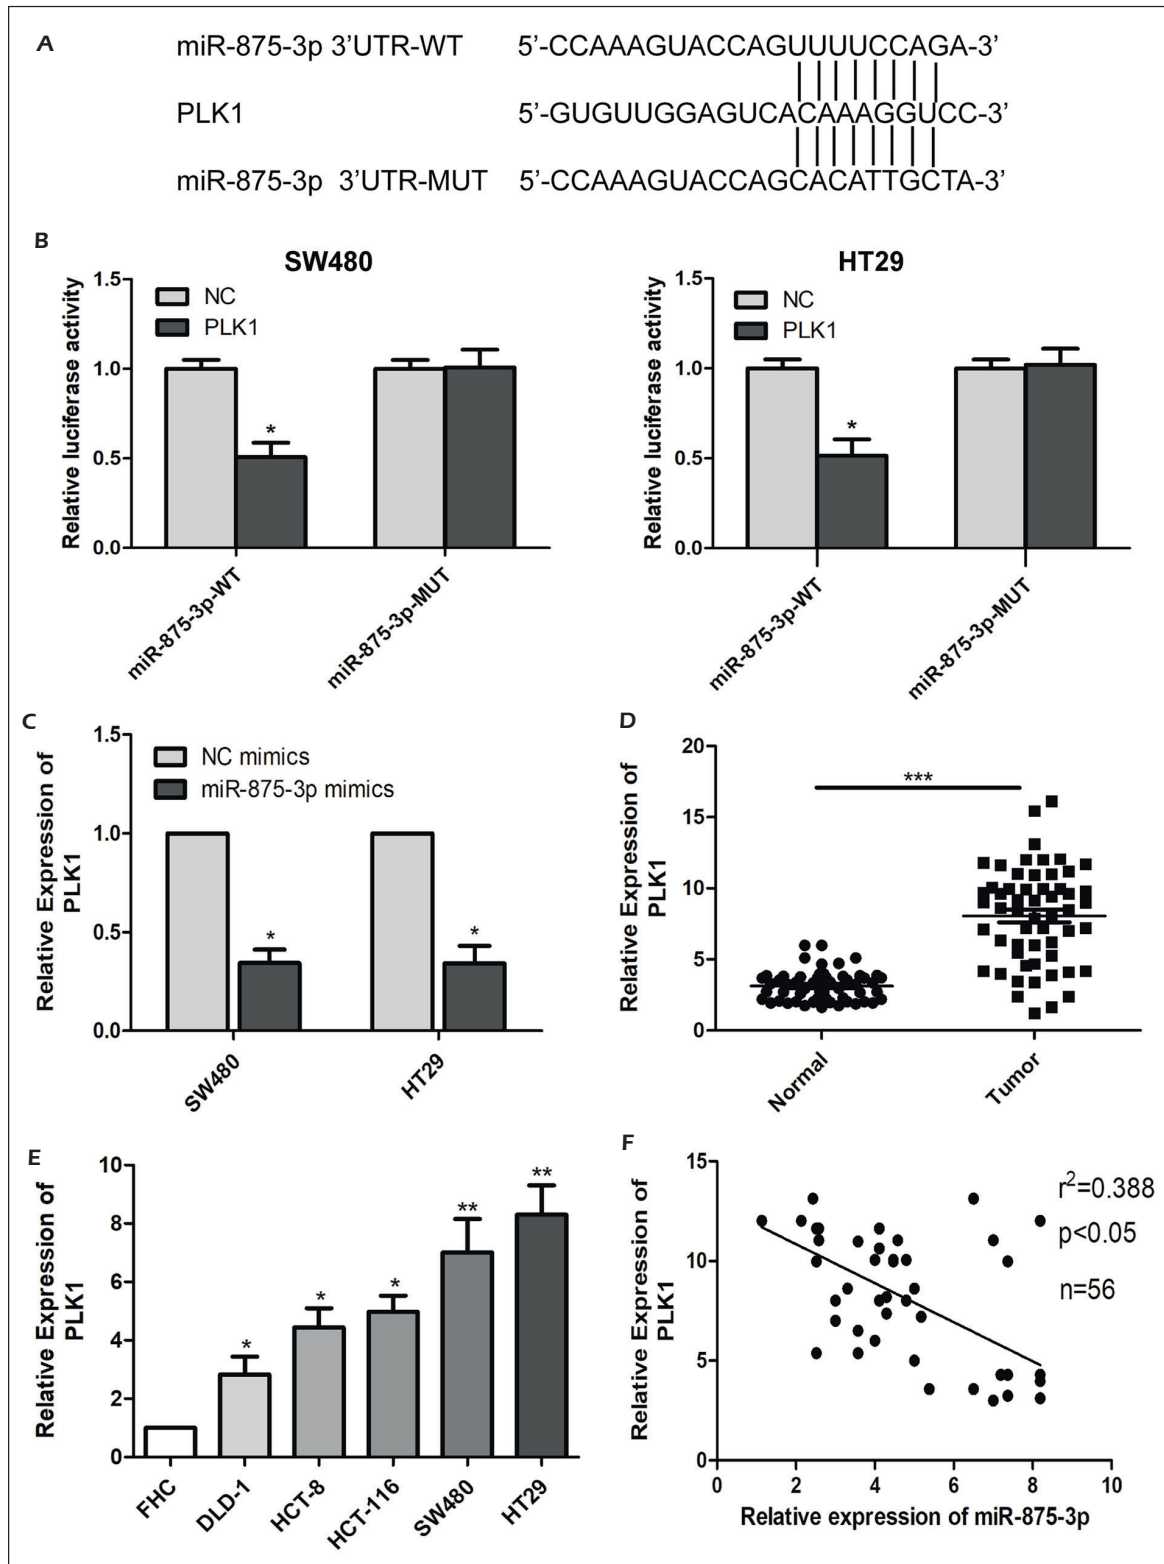 A
miR-875-3p 3’UTR-WT 5’-CCAAAGUACCAGUUUUCCAGA-3’
PLK1 5’-GUGUUGGAGUCACAAAGGUCC-3’
miR-875-3p 3’UTR-MUT 5’-CCAAAGUACCAGCACATTGCTA-3’
B
SW480
Relative luciferase activity
1.5
1.0
0.5
0.0
NC
PLK1
*
miR-875-3p-WT
miR-875-3p-MUT
HT29
Relative luciferase activity
1.5
1.0
0.5
0.0
NC
PLK1
*
miR-875-3p-WT
miR-875-3p-MUT
C
Relative Expression of
PLK1
1.5
1.0
0.5
0.0
NC mimics
miR-875-3p mimics
*
*
SW480
HT29
D
Relative Expression of
PLK1
20
15
10
5
0
***
Normal
Tumor
E
Relative Expression of
PLK1
10
8
6
4
2
0
*
*
*
**
**
FHC
DLD-1
HCT-8
HCT-116
SW480
HT29
F
Relative Expression of
PLK1
15
10
5
0
r2=0.388
p<0.05
n=56
0 2 4 6 8 10
Relative expression of miR-875-3p